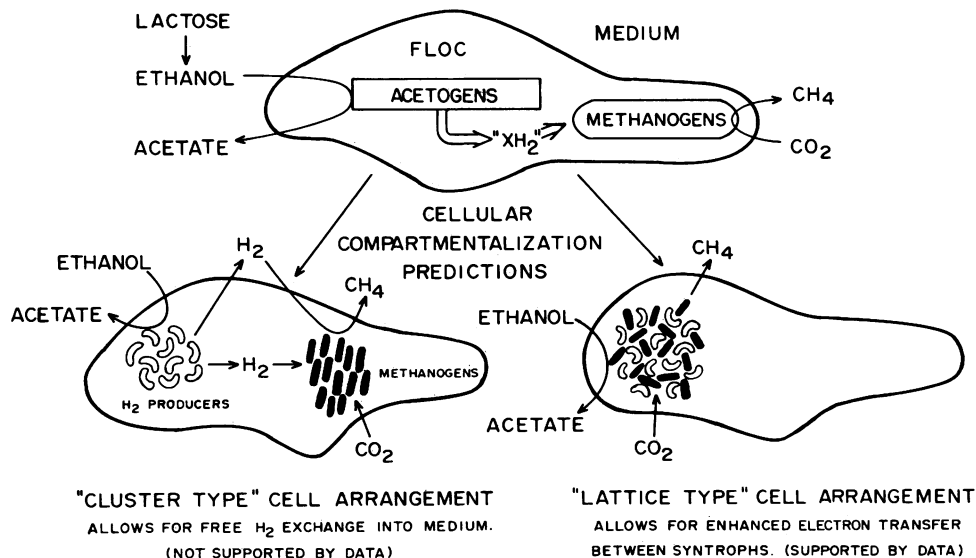 LACTOSE
ETHANOL
ACETATE
FLOC
MEDIUM
ACETOGENS
"XH2"
METHANOGENS
CH4
CO2
CELLULAR
COMPARTMENTALIZATION
PREDICTIONS
ETHANOL
ACETATE
H2
CH4
H2
H2 PRODUCERS
METHANOGENS
CO2
"CLUSTER TYPE" CELL ARRANGEMENT
ALLOWS FOR FREE H2 EXCHANGE INTO MEDIUM.
(NOT SUPPORTED BY DATA)
CH4
ETHANOL
ACETATE
CO2
"LATTICE TYPE" CELL ARRANGEMENT
ALLOWS FOR ENHANCED ELECTRON TRANSFER
BETWEEN SYNTROPHS. (SUPPORTED BY DATA)